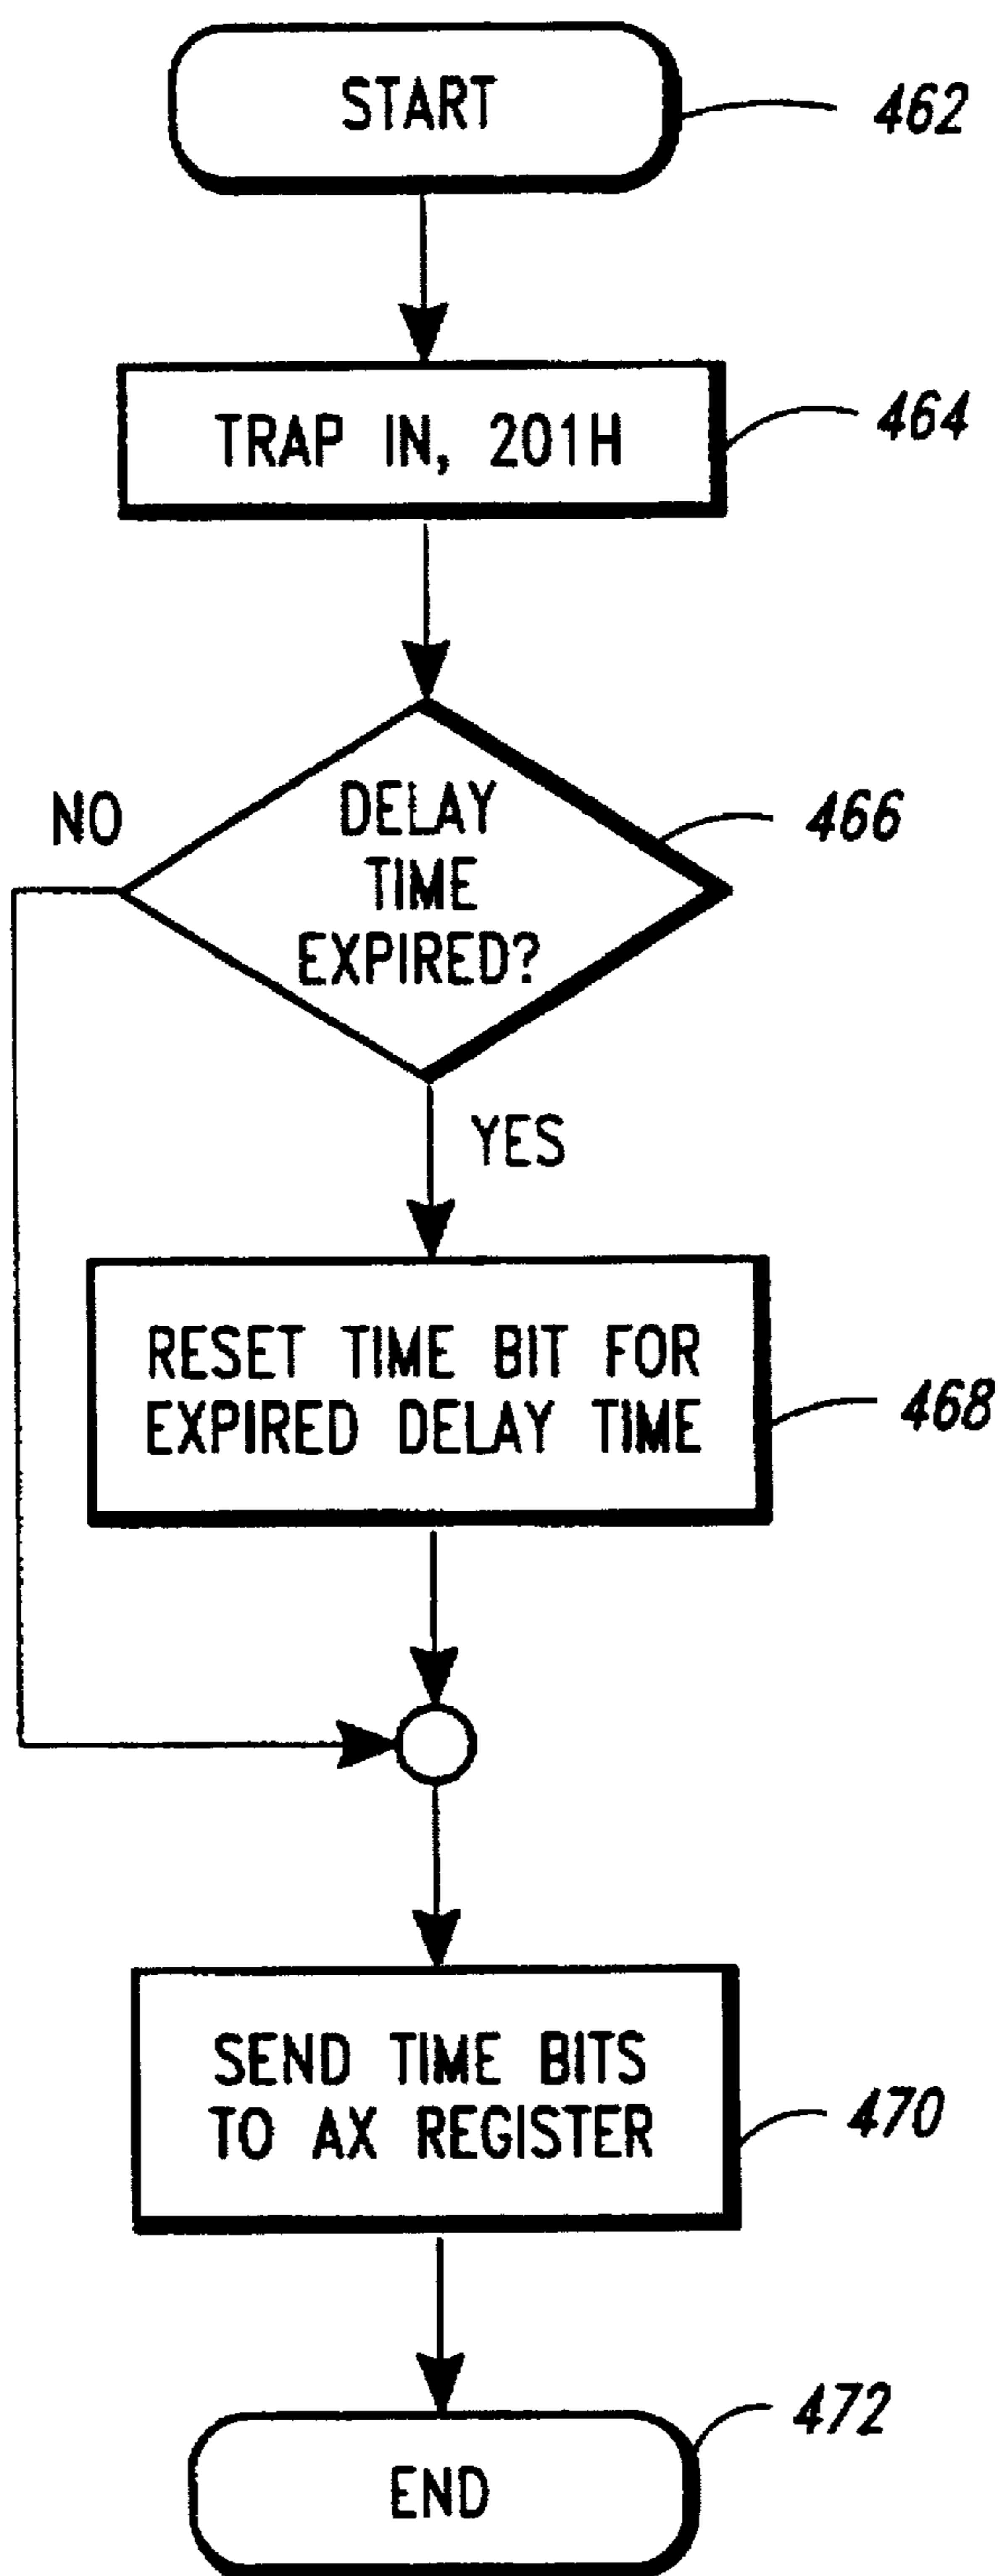 START
462
TRAP IN, 201H
464
NO
DELAY
TIME
EXPIRED?
466
YES
RESET TIME BIT FOR
EXPIRED DELAY TIME
468
SEND TIME BITS
TO AX REGISTER
470
END
472